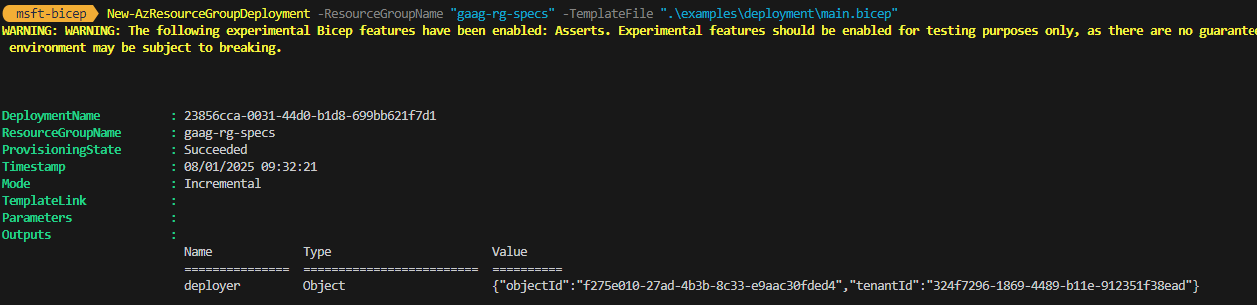 msft-bicep New-AzResourceGroupDeployment -ResourceGroupName "gaag-rg-specs" -TemplateFile ".\examples\deployment\main.bicep"
WARNING: WARNING: The following experimental Bicep features have been enabled: Asserts. Experimental features should be enabled for testing purposes only, as there are no guarantee
environment may be subject to breaking.
DeploymentName : 23856cca-0031-44d0-b1d8-699bb621f7d1
ResourceGroupName : gaag-rg-specs
ProvisioningState : Succeeded
Timestamp : 08/01/2025 09:32:21
Mode : Incremental
TemplateLink :
Parameters :
Outputs :
Name Type Value
=============== ========================= ==========
deployer Object {"objectId":"f275e010-27ad-4b3b-8c33-e9aac30fded4","tenantId":"324f7296-1869-4489-b11e-912351f38ead"}